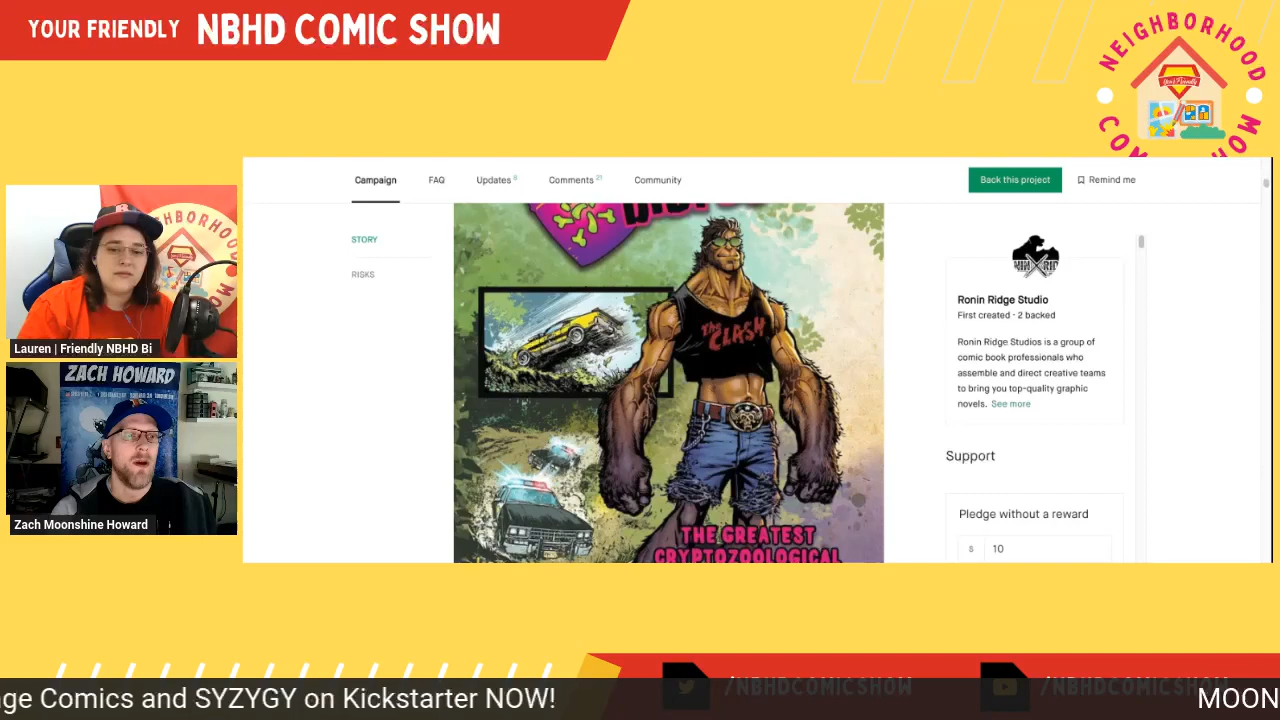 YOUR FRIENDLY NBHD COMIC SHOW
NEIGHBORHOOD
Your Friendly
Campaign
FAQ
Updates 8
Comments 21
Community
Back this project
Remind me
STORY
RISKS
THE CLASH
THE GREATEST
CRYPTOZOOLOGICAL
Ronin Ridge Studio
First created · 2 backed
Ronin Ridge Studios is a group of
comic book professionals who
assemble and direct creative teams
to bring you top-quality graphic
novels. See more
Support
Pledge without a reward
$ 10
Lauren | Friendly NBHD Bi
ZACH HOWARD
Zach Moonshine Howard
/NBHDCOMICSHOW
/NBHDCOMICSHOW
ge Comics and SYZYGY on Kickstarter NOW!
MOON